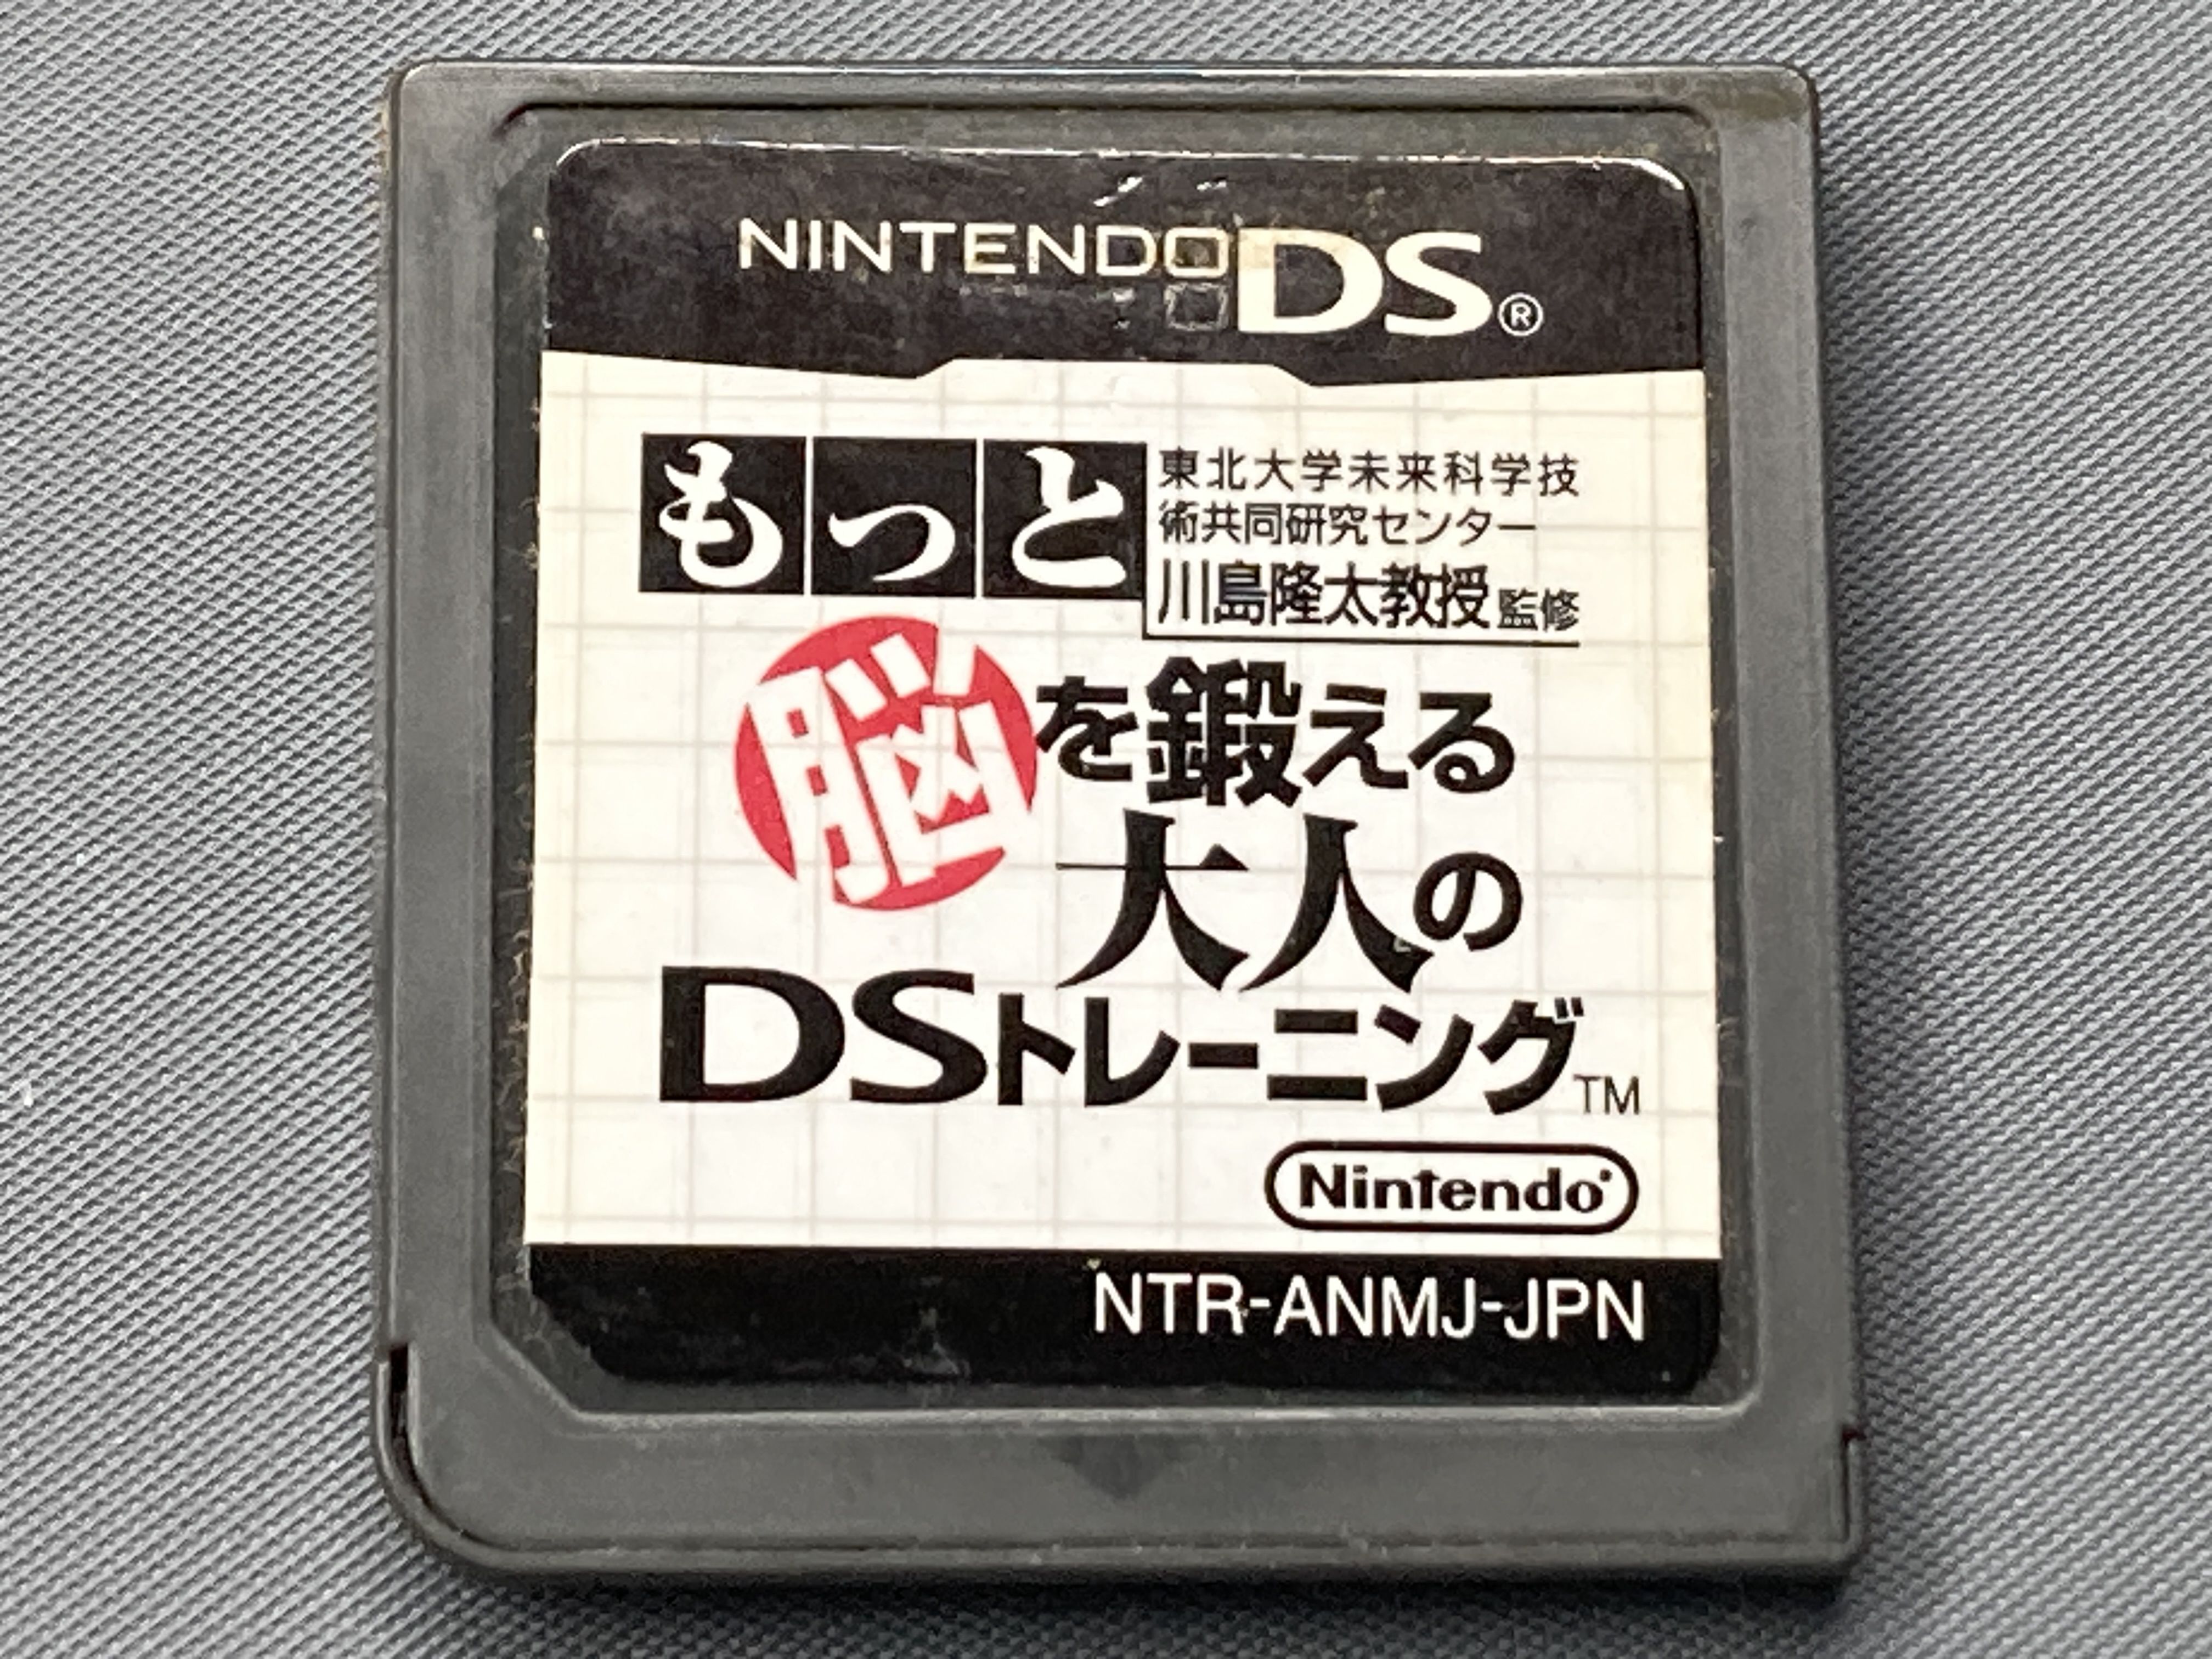 NINTENDO DS®
もっと
東北大学未来科学技
術共同研究センター
川島隆太教授監修
脳を鍛える
大人の
DSトレーニング™
Nintendo®
NTR-ANMJ-JPN